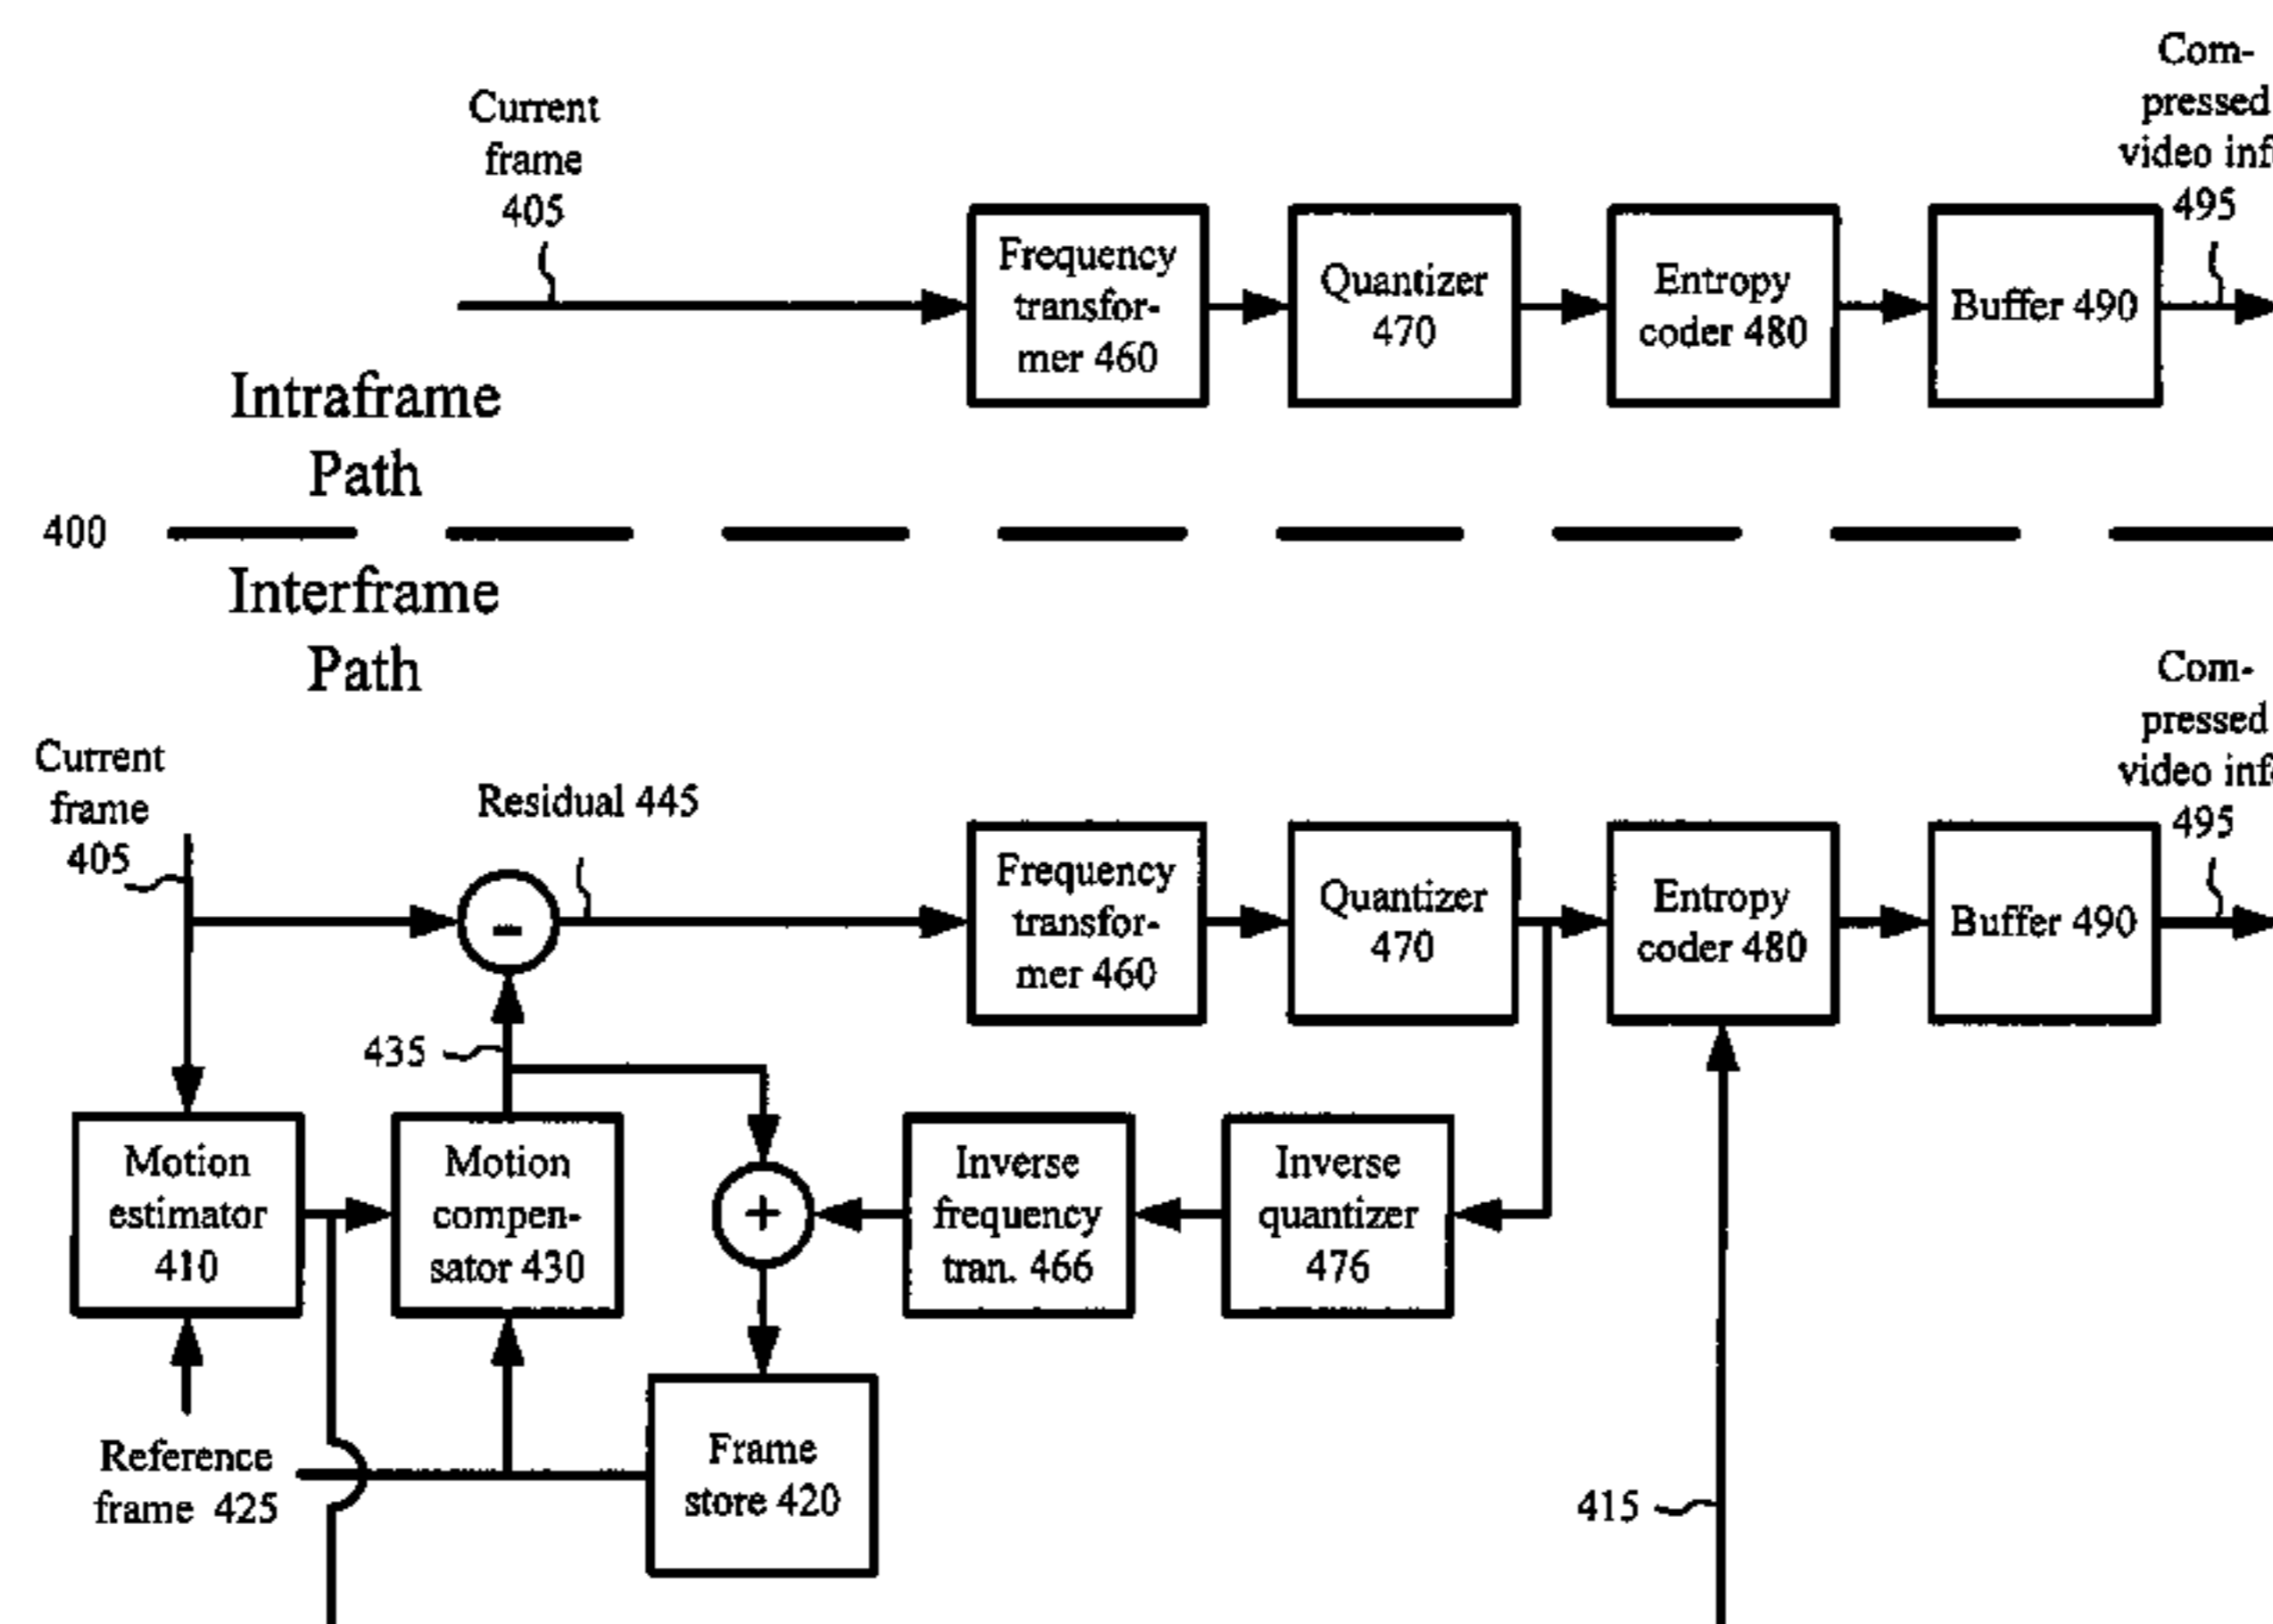 Current
frame
405
Com-
pressed
video inf
495
Frequency
transfor-
mer 460
Quantizer
470
Entropy
coder 480
Buffer 490
Intraframe
Path
400
Interframe
Path
Current
frame
405
Residual 445
Com-
pressed
video inf
495
-
Frequency
transfor-
mer 460
Quantizer
470
Entropy
coder 480
Buffer 490
435
Motion
estimator
410
Motion
compen-
sator 430
+
Inverse
frequency
tran. 466
Inverse
quantizer
476
Reference
frame 425
Frame
store 420
415